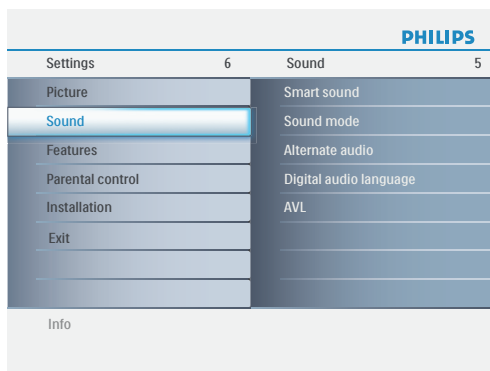 PHILIPS
Settings 6 Sound 5
Picture Smart sound
Sound Sound mode
Features Alternate audio
Parental control Digital audio language
Installation AVL
Exit
Info